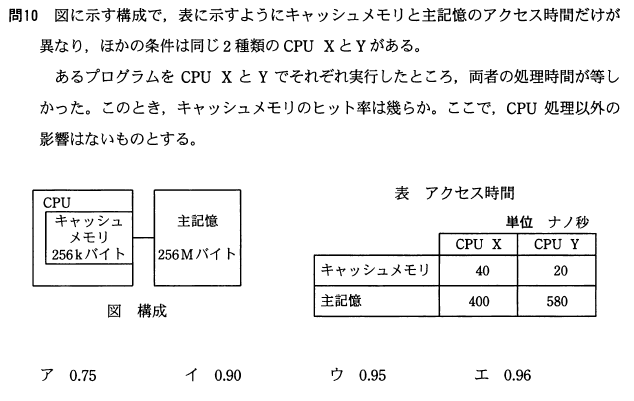 問10 図に示す構成で，表に示すようにキャッシュメモリと主記憶のアクセス時間だけが
異なり，ほかの条件は同じ2種類のCPU XとYがある。
あるプログラムをCPU XとYでそれぞれ実行したところ，両者の処理時間が等し
かった。このとき，キャッシュメモリのヒット率は幾らか。ここで，CPU処理以外の
影響はないものとする。
CPU
キャッシュ
メモリ
256kバイト
主記憶
256Mバイト
図 構成
表 アクセス時間
単位 ナノ秒
CPU X CPU Y
キャッシュメモリ 40 20
主記憶 400 580
ア 0.75 イ 0.90 ウ 0.95 エ 0.96